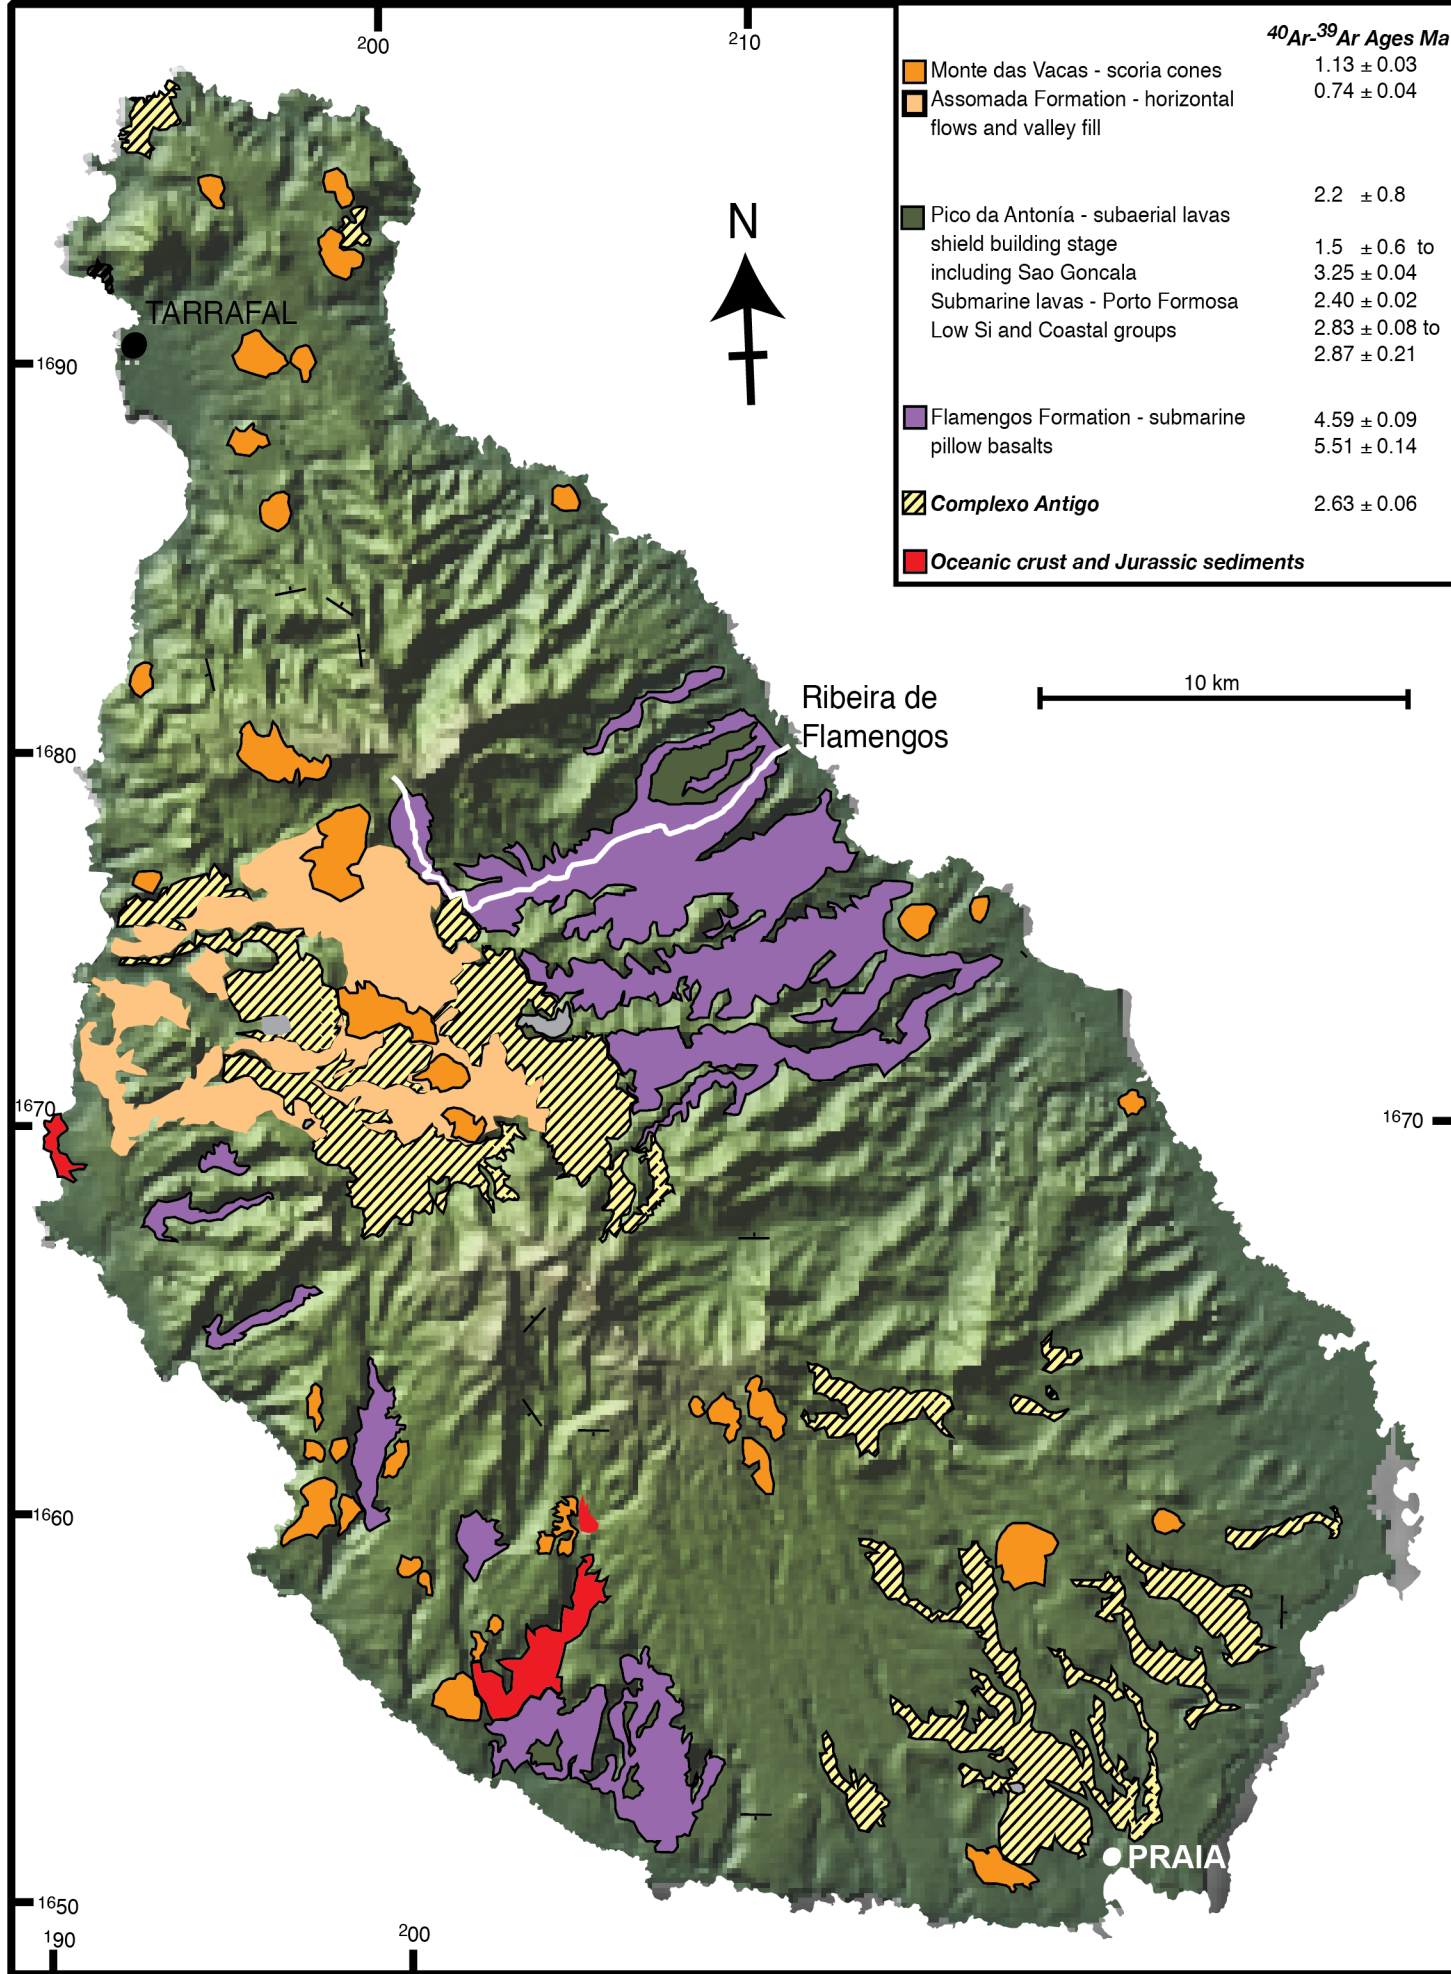 200
210
40Ar-39Ar Ages Ma
Monte das Vacas - scoria cones 1.13 ± 0.03
Assomada Formation - horizontal 0.74 ± 0.04
flows and valley fill
2.2 ± 0.8
Pico da Antonía - subaerial lavas
shield building stage 1.5 ± 0.6 to
including Sao Goncala 3.25 ± 0.04
Submarine lavas - Porto Formosa 2.40 ± 0.02
Low Si and Coastal groups 2.83 ± 0.08 to
2.87 ± 0.21
Flamengos Formation - submarine 4.59 ± 0.09
pillow basalts 5.51 ± 0.14
Complexo Antigo 2.63 ± 0.06
Oceanic crust and Jurassic sediments
N
TARRAFAL
1690
10 km
Ribeira de
Flamengos
1680
1670
1670
1660
PRAIA
1650
190
200